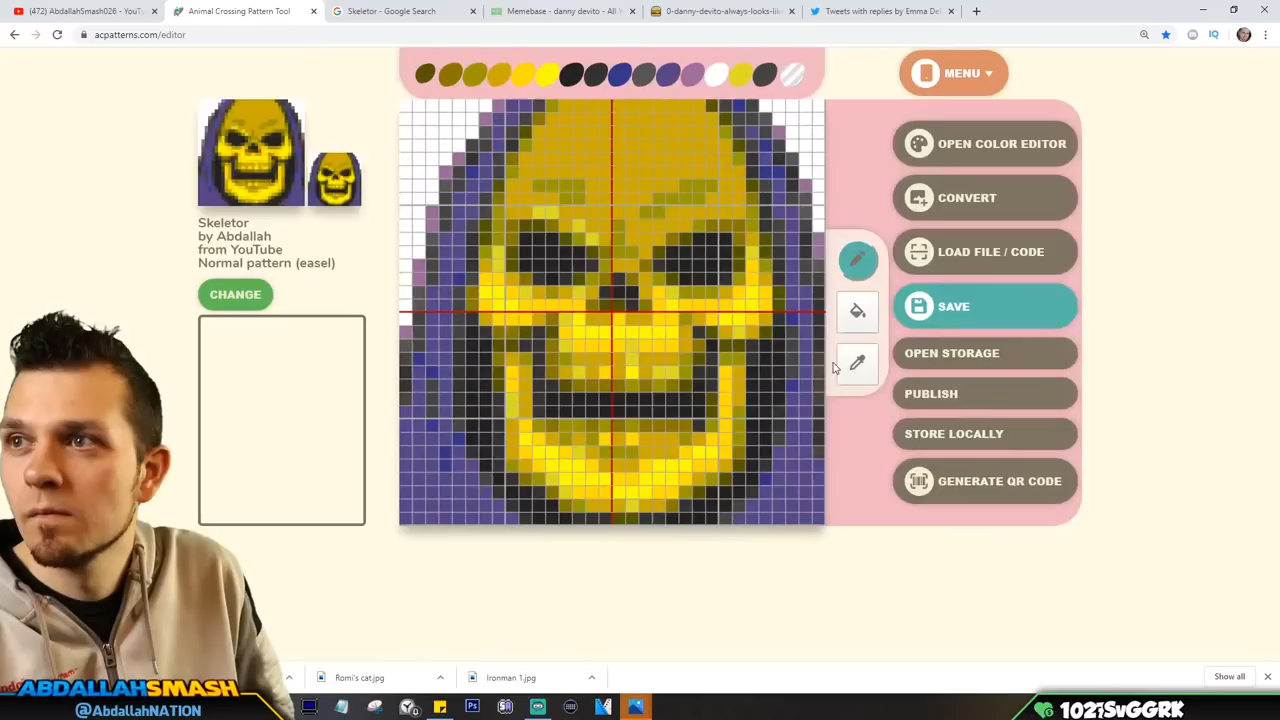 (472) AbdallahSmash026 - YouTu
Animal Crossing Pattern Tool
Skeletor - Google Search
Memebase - danny devito - All
0-danny-devito-always-looks-like
Tweets with replies by Emma De
acpatterns.com/editor
MENU
OPEN COLOR EDITOR
CONVERT
LOAD FILE / CODE
SAVE
OPEN STORAGE
PUBLISH
STORE LOCALLY
GENERATE QR CODE
Skeletor
by Abdallah
from YouTube
Normal pattern (easel)
CHANGE
Romi's cat.jpg
Ironman 1.jpg
Show all
ABDALLAHSMASH
@AbdallahNATION
1021SVGGRK